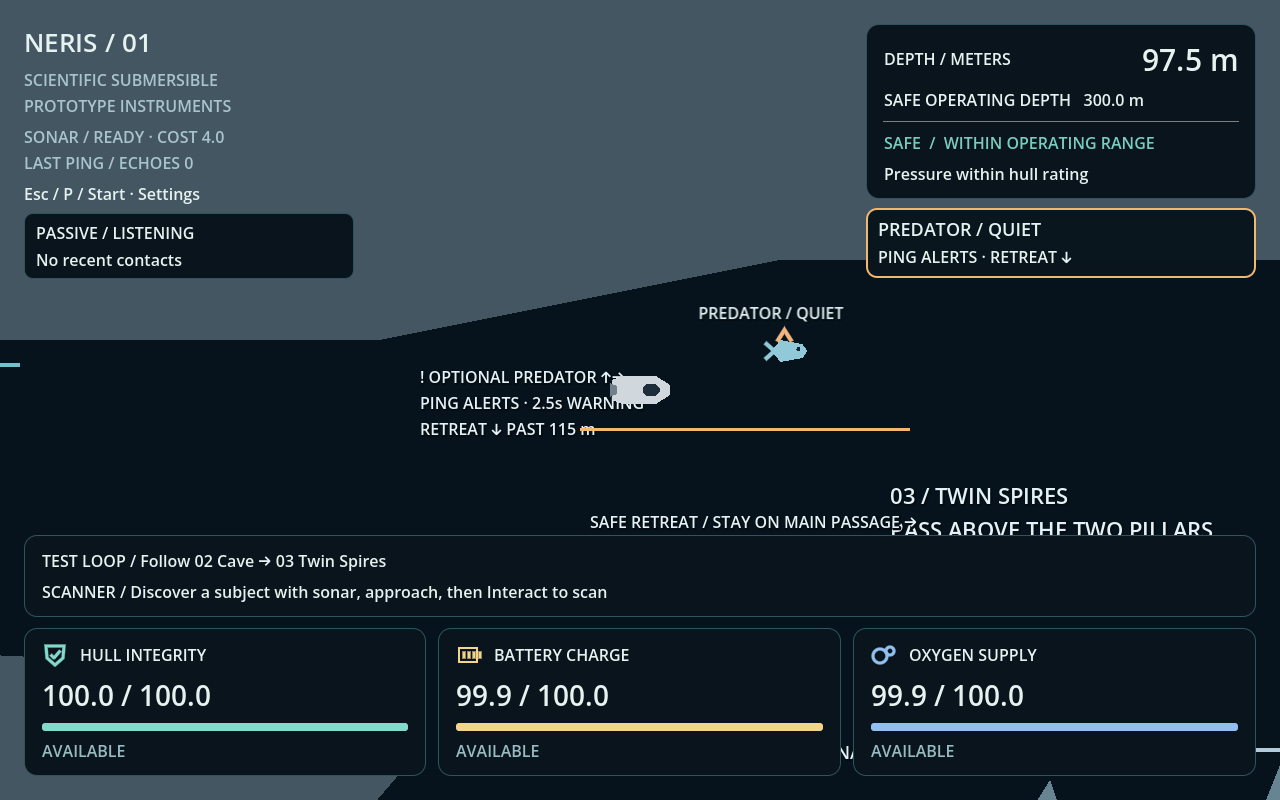 NERIS / 01
SCIENTIFIC SUBMERSIBLE
PROTOTYPE INSTRUMENTS
SONAR / READY · COST 4.0
LAST PING / ECHOES 0
Esc / P / Start · Settings
PASSIVE / LISTENING
No recent contacts
DEPTH / METERS 97.5 m
SAFE OPERATING DEPTH 300.0 m
SAFE / WITHIN OPERATING RANGE
Pressure within hull rating
PREDATOR / QUIET
PING ALERTS · RETREAT ↓
PREDATOR / QUIET
! OPTIONAL PREDATOR ↑→
PING ALERTS · 2.5s WARNING
RETREAT ↓ PAST 115 m
03 / TWIN SPIRES
PASS ABOVE THE TWO PILLARS
SAFE RETREAT / STAY ON MAIN PASSAGE →
TEST LOOP / Follow 02 Cave → 03 Twin Spires
SCANNER / Discover a subject with sonar, approach, then Interact to scan
HULL INTEGRITY
100.0 / 100.0
AVAILABLE
BATTERY CHARGE
99.9 / 100.0
AVAILABLE
OXYGEN SUPPLY
99.9 / 100.0
AVAILABLE